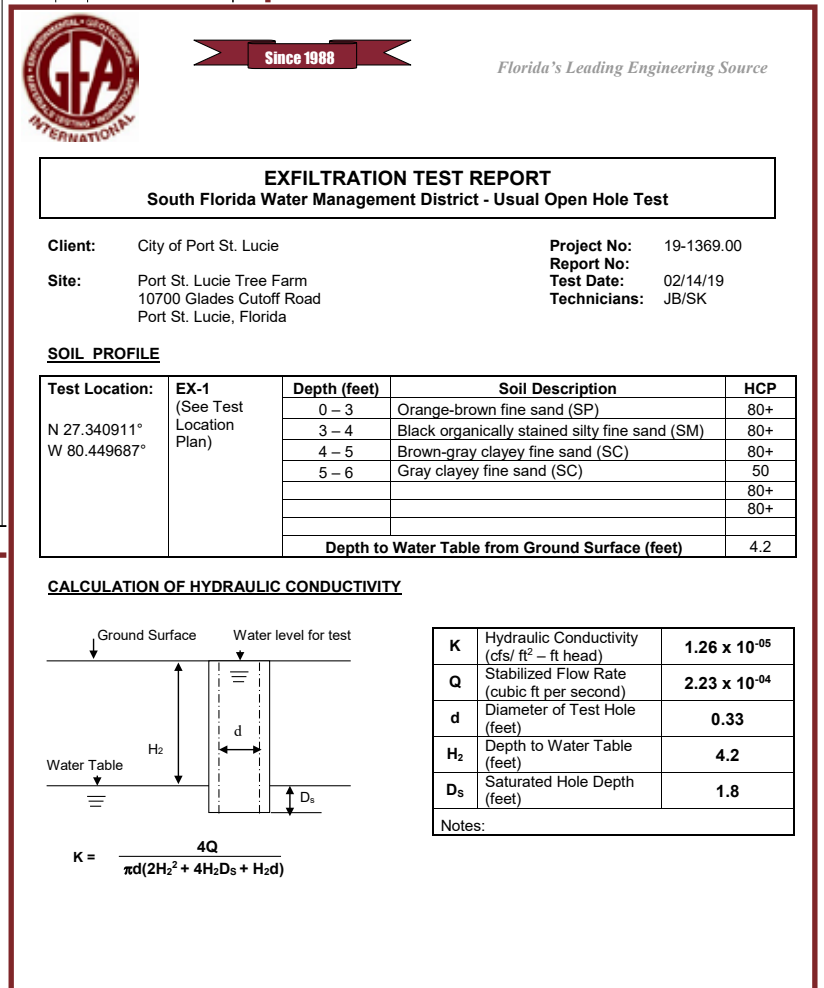 ENVIRONMENTAL - GEOTECHNICAL -
MATERIALS TESTING - INSPECTIONS
GFA
INTERNATIONAL
Since 1988
Florida's Leading Engineering Source
EXFILTRATION TEST REPORT
South Florida Water Management District - Usual Open Hole Test
Client: City of Port St. Lucie Project No: 19-1369.00
Report No:
Site: Port St. Lucie Tree Farm Test Date: 02/14/19
10700 Glades Cutoff Road Technicians: JB/SK
Port St. Lucie, Florida
SOIL PROFILE
Test Location: EX-1 Depth (feet) Soil Description HCP
(See Test 0 – 3 Orange-brown fine sand (SP) 80+
N 27.340911° Location 3 – 4 Black organically stained silty fine sand (SM) 80+
W 80.449687° Plan) 4 – 5 Brown-gray clayey fine sand (SC) 80+
5 – 6 Gray clayey fine sand (SC) 50
80+
80+
Depth to Water Table from Ground Surface (feet) 4.2
CALCULATION OF HYDRAULIC CONDUCTIVITY
Ground Surface Water level for test
d
H2
Water Table
Ds
K = 4Q
πd(2H₂² + 4H₂Ds + H₂d)
K Hydraulic Conductivity (cfs/ ft² – ft head) 1.26 x 10⁻⁰⁵
Q Stabilized Flow Rate (cubic ft per second) 2.23 x 10⁻⁰⁴
d Diameter of Test Hole (feet) 0.33
H₂ Depth to Water Table (feet) 4.2
Ds Saturated Hole Depth (feet) 1.8
Notes: